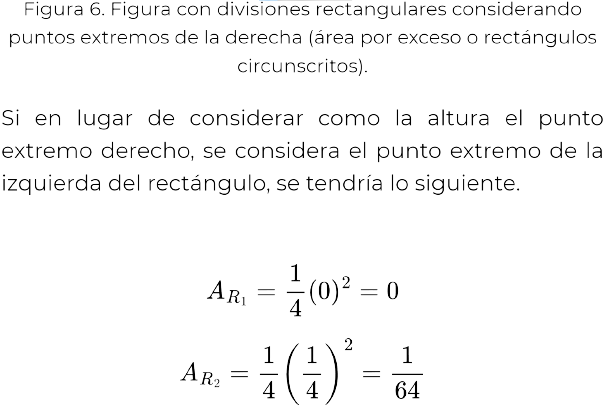 Figura 6. Figura con divisiones rectangulares considerando
puntos extremos de la derecha (área por exceso o rectángulos
circunscritos).
Si en lugar de considerar como la altura el punto
extremo derecho, se considera el punto extremo de la
izquierda del rectángulo, se tendría lo siguiente.
A_{R_1} = \frac{1}{4}(0)^2 = 0
A_{R_2} = \frac{1}{4}\left(\frac{1}{4}\right)^2 = \frac{1}{64}